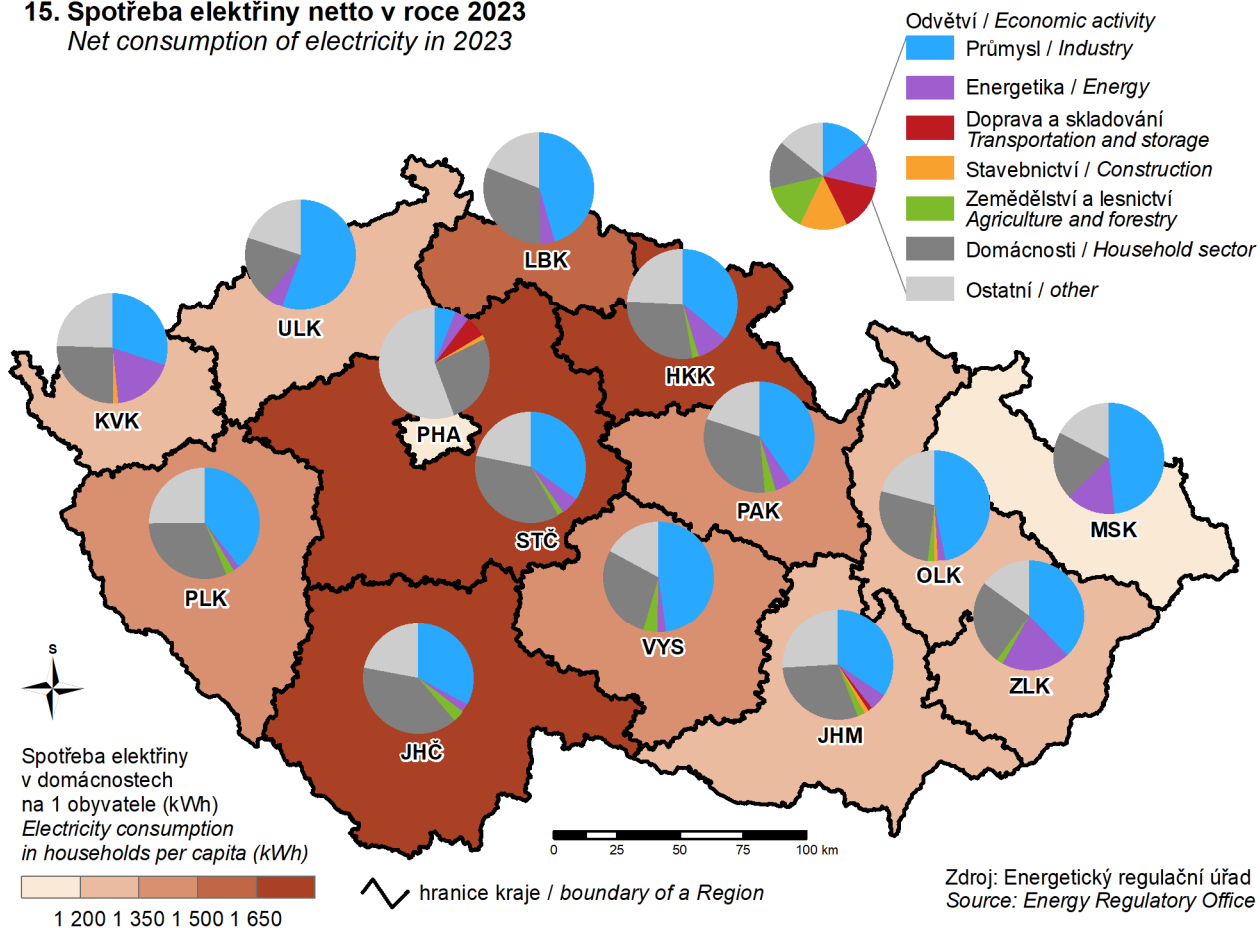 15. Spotřeba elektřiny netto v roce 2023
Net consumption of electricity in 2023
Odvětví / Economic activity
Průmysl / Industry
Energetika / Energy
Doprava a skladování
Transportation and storage
Stavebnictví / Construction
Zemědělství a lesnictví
Agriculture and forestry
Domácnosti / Household sector
Ostatní / other
LBK
ULK
HKK
KVK
PHA
PAK
MSK
STČ
OLK
PLK
VYS
ZLK
JHM
JHČ
S
Spotřeba elektřiny
v domácnostech
na 1 obyvatele (kWh)
Electricity consumption
in households per capita (kWh)
1 200 1 350 1 500 1 650
hranice kraje / boundary of a Region
0 25 50 75 100 km
Zdroj: Energetický regulační úřad
Source: Energy Regulatory Office